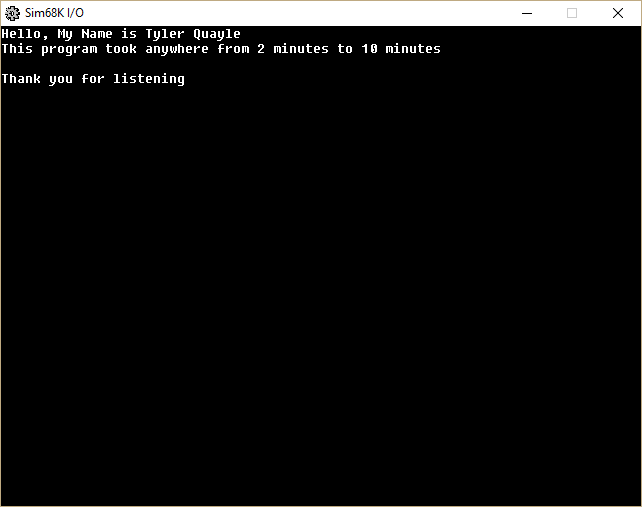 Sim68K I/O
Hello, My Name is Tyler Quayle
This program took anywhere from 2 minutes to 10 minutes
Thank you for listening